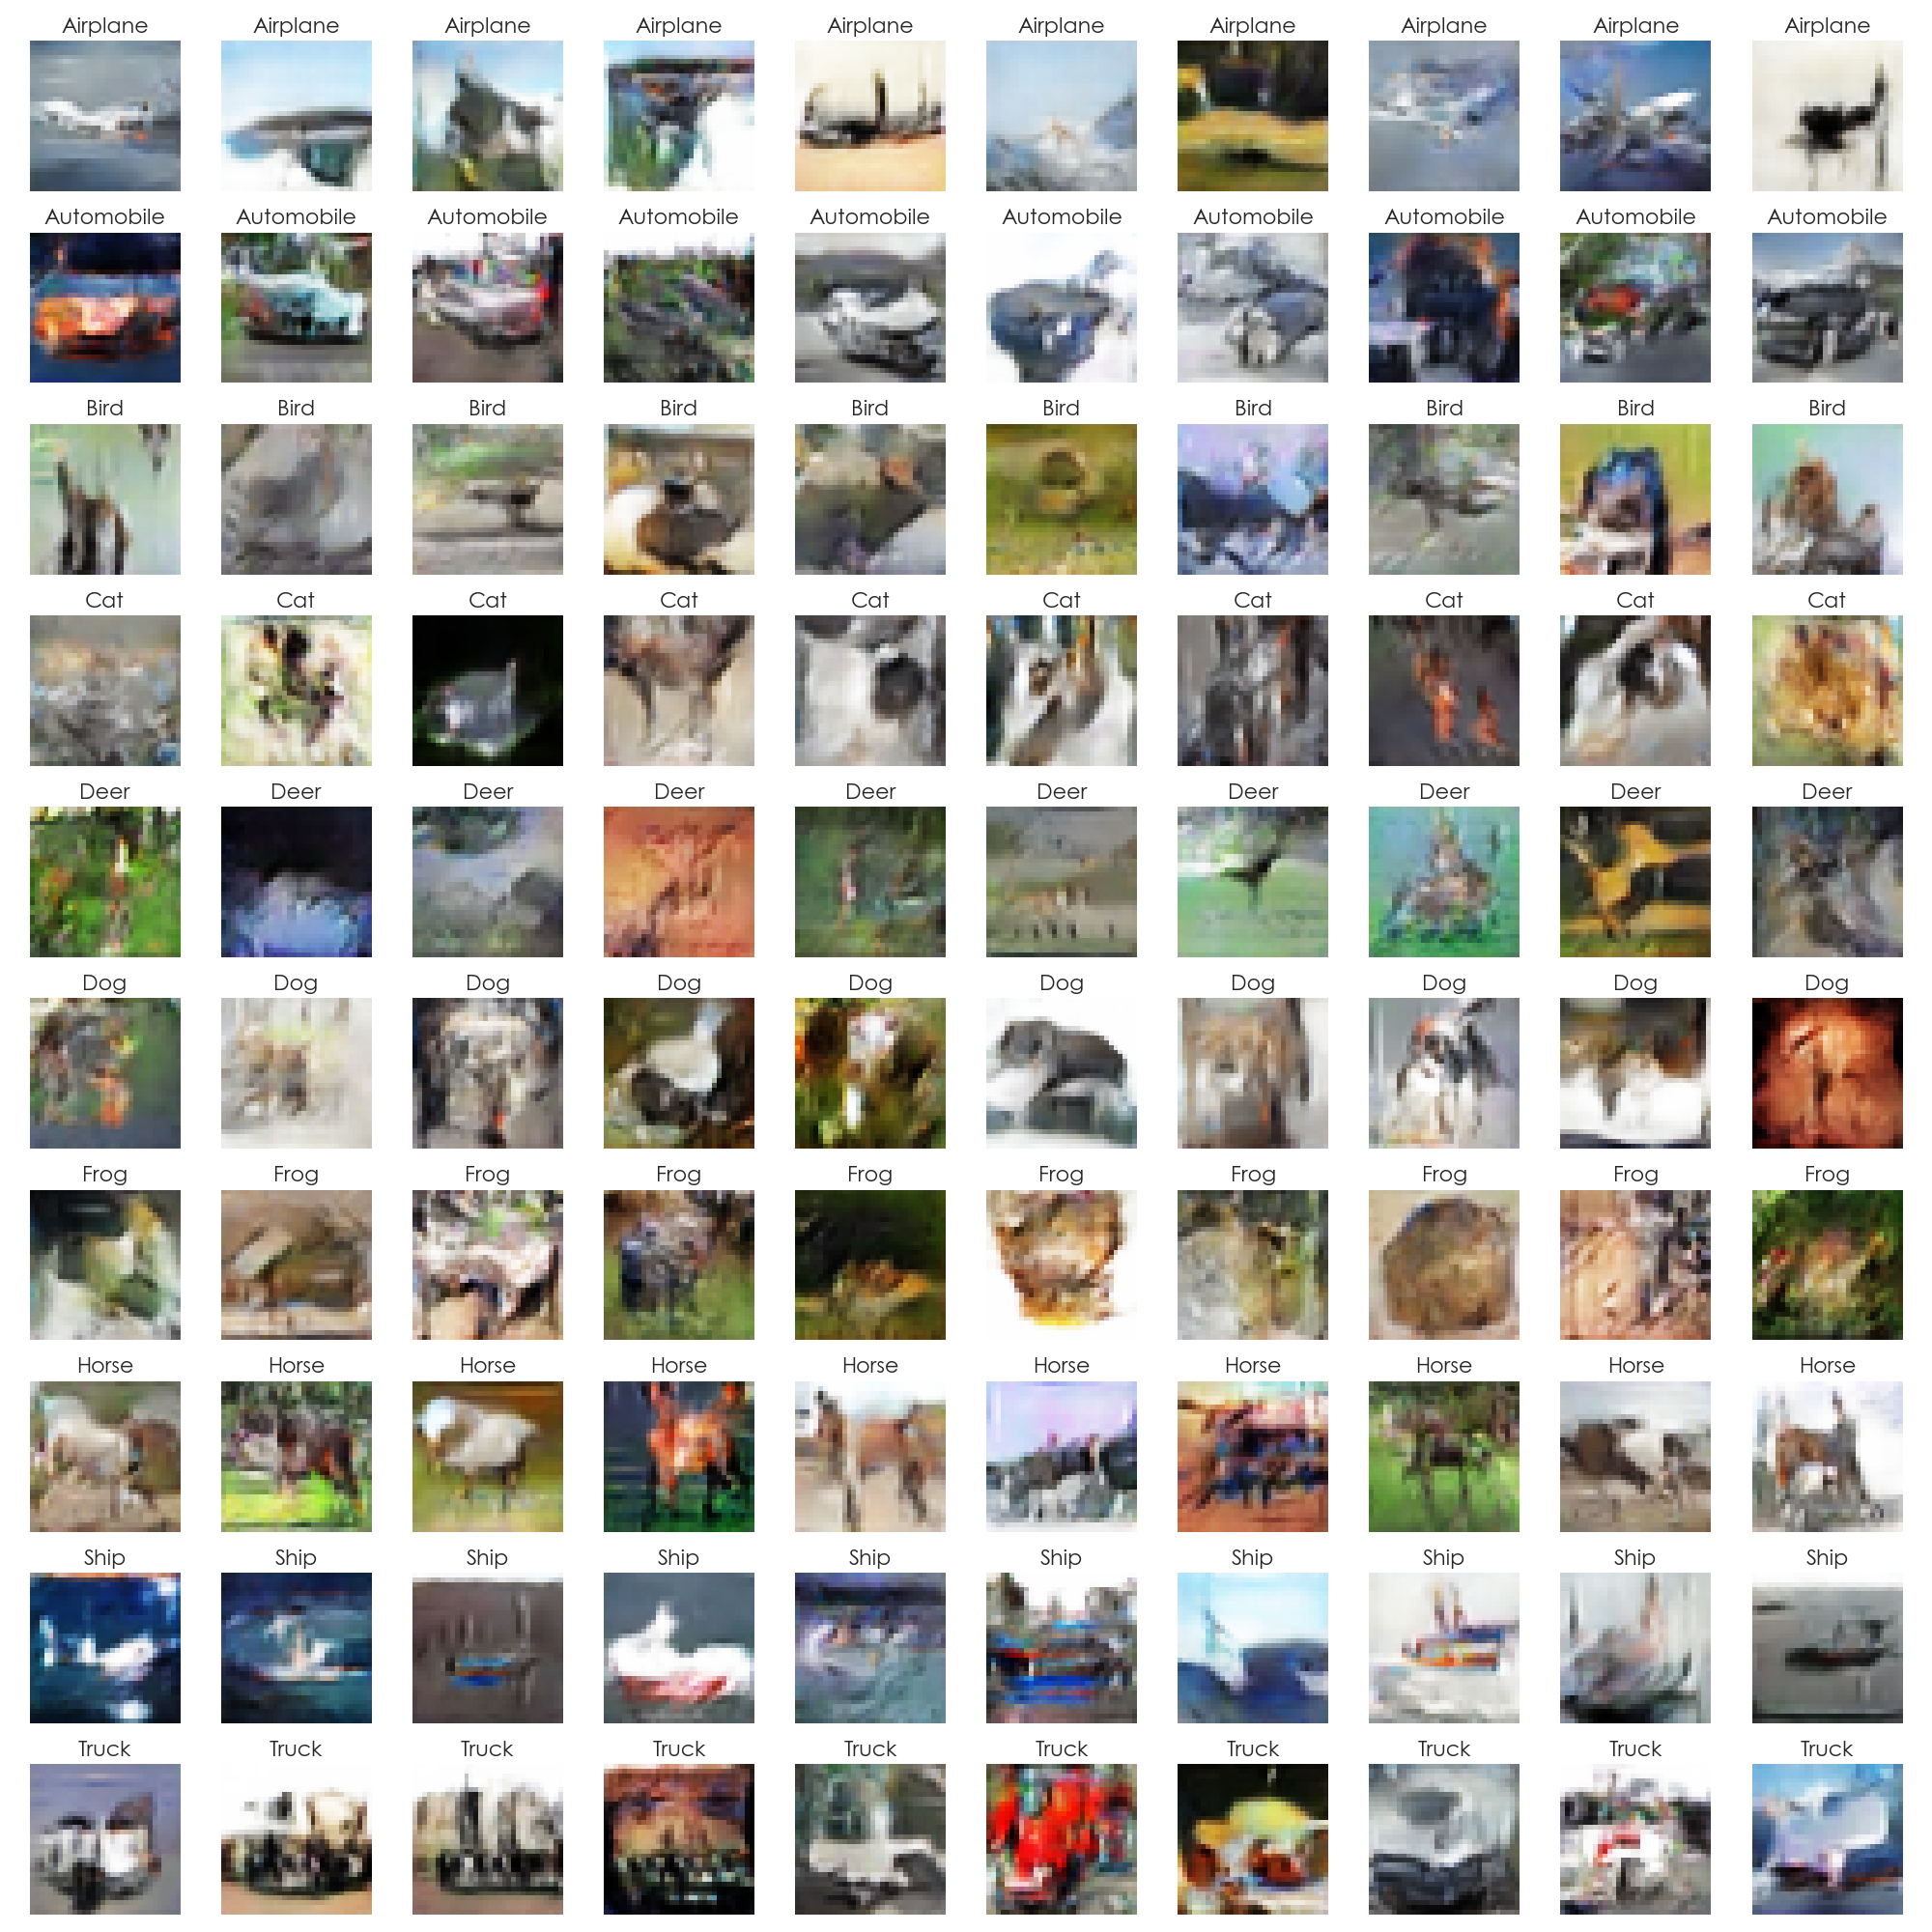 Airplane Airplane Airplane Airplane Airplane Airplane Airplane Airplane Airplane Airplane
Automobile Automobile Automobile Automobile Automobile Automobile Automobile Automobile Automobile Automobile
Bird Bird Bird Bird Bird Bird Bird Bird Bird Bird
Cat Cat Cat Cat Cat Cat Cat Cat Cat Cat
Deer Deer Deer Deer Deer Deer Deer Deer Deer Deer
Dog Dog Dog Dog Dog Dog Dog Dog Dog Dog
Frog Frog Frog Frog Frog Frog Frog Frog Frog Frog
Horse Horse Horse Horse Horse Horse Horse Horse Horse Horse
Ship Ship Ship Ship Ship Ship Ship Ship Ship Ship
Truck Truck Truck Truck Truck Truck Truck Truck Truck Truck